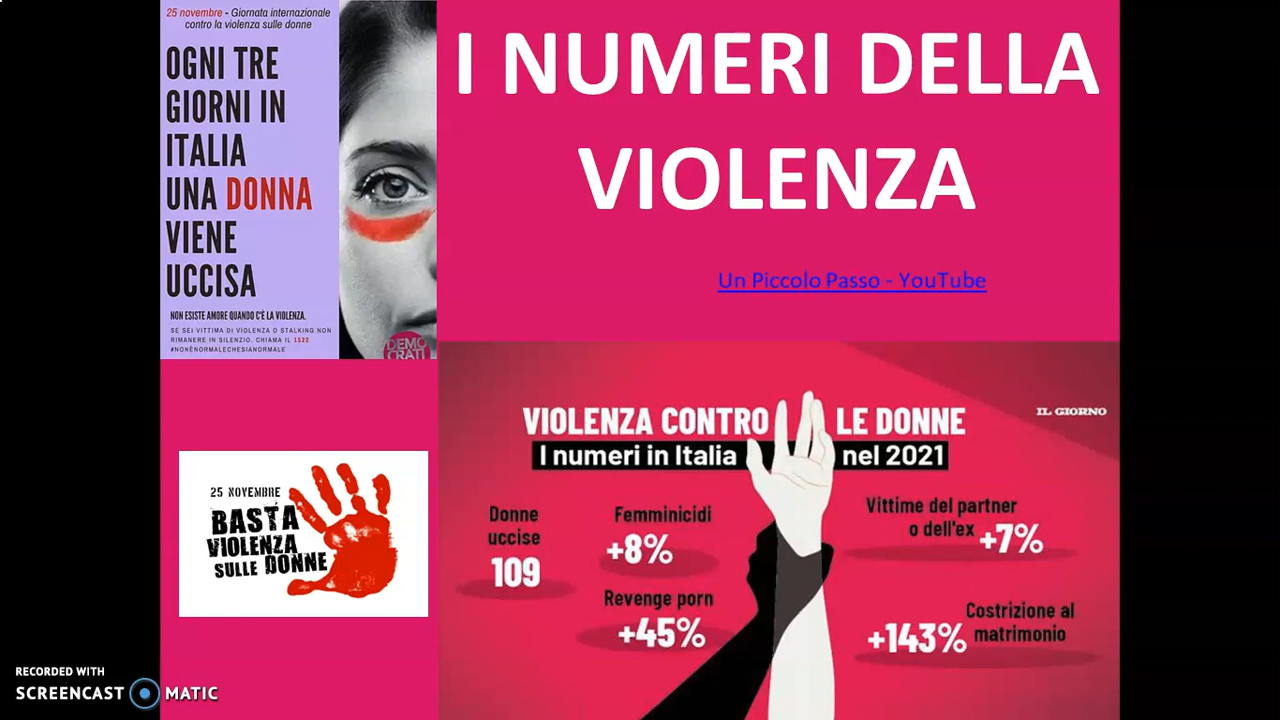 25 novembre - Giornata internazionale
contro la violenza sulle donne
OGNI TRE
GIORNI IN
ITALIA
UNA DONNA
VIENE
UCCISA
NON ESISTE AMORE QUANDO C'È LA VIOLENZA.
SE SEI VITTIMA DI VIOLENZA O STALKING NON
RIMANERE IN SILENZIO. CHIAMA IL 1522
#NONÈNORMALECHESIANORMALE
DEMO
CRATI
I NUMERI DELLA
VIOLENZA
Un Piccolo Passo - YouTube
25 NOVEMBRE
BASTA
VIOLENZA
SULLE DONNE
VIOLENZA CONTRO LE DONNE
I numeri in Italia nel 2021
IL GIORNO
Donne
uccise
109
Femminicidi
+8%
Revenge porn
+45%
Vittime del partner
o dell'ex +7%
Costrizione al
+143% matrimonio
RECORDED WITH
SCREENCAST MATIC